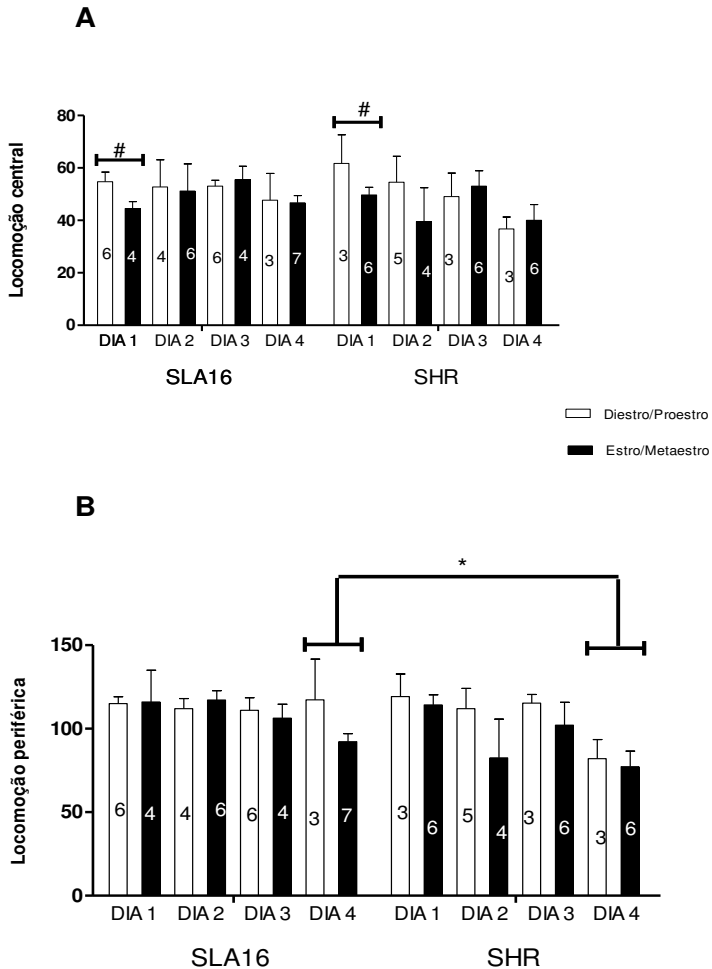 A
Locomoção central
80
60
40
20
0
# #
6 4 4 6 6 4 3 7 3 6 5 4 3 6 3 6
DIA 1 DIA 2 DIA 3 DIA 4 DIA 1 DIA 2 DIA 3 DIA 4
SLA16 SHR
Diestro/Proestro
Estro/Metaestro
B
*
Locomoção periférica
150
100
50
0
6 4 4 6 6 4 3 7 3 6 5 4 3 6 3 6
DIA 1 DIA 2 DIA 3 DIA 4 DIA 1 DIA 2 DIA 3 DIA 4
SLA16 SHR